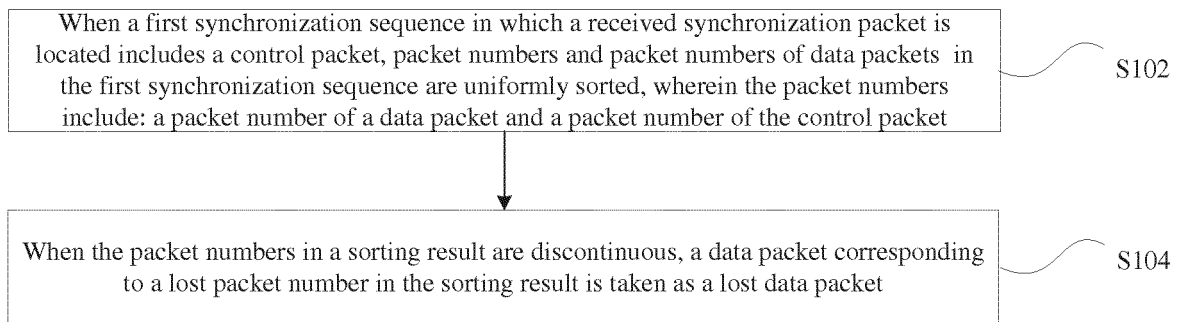 When a first synchronization sequence in which a received synchronization packet is
located includes a control packet, packet numbers and packet numbers of data packets in
the first synchronization sequence are uniformly sorted, wherein the packet numbers
include: a packet number of a data packet and a packet number of the control packet
S102
When the packet numbers in a sorting result are discontinuous, a data packet corresponding
to a lost packet number in the sorting result is taken as a lost data packet
S104